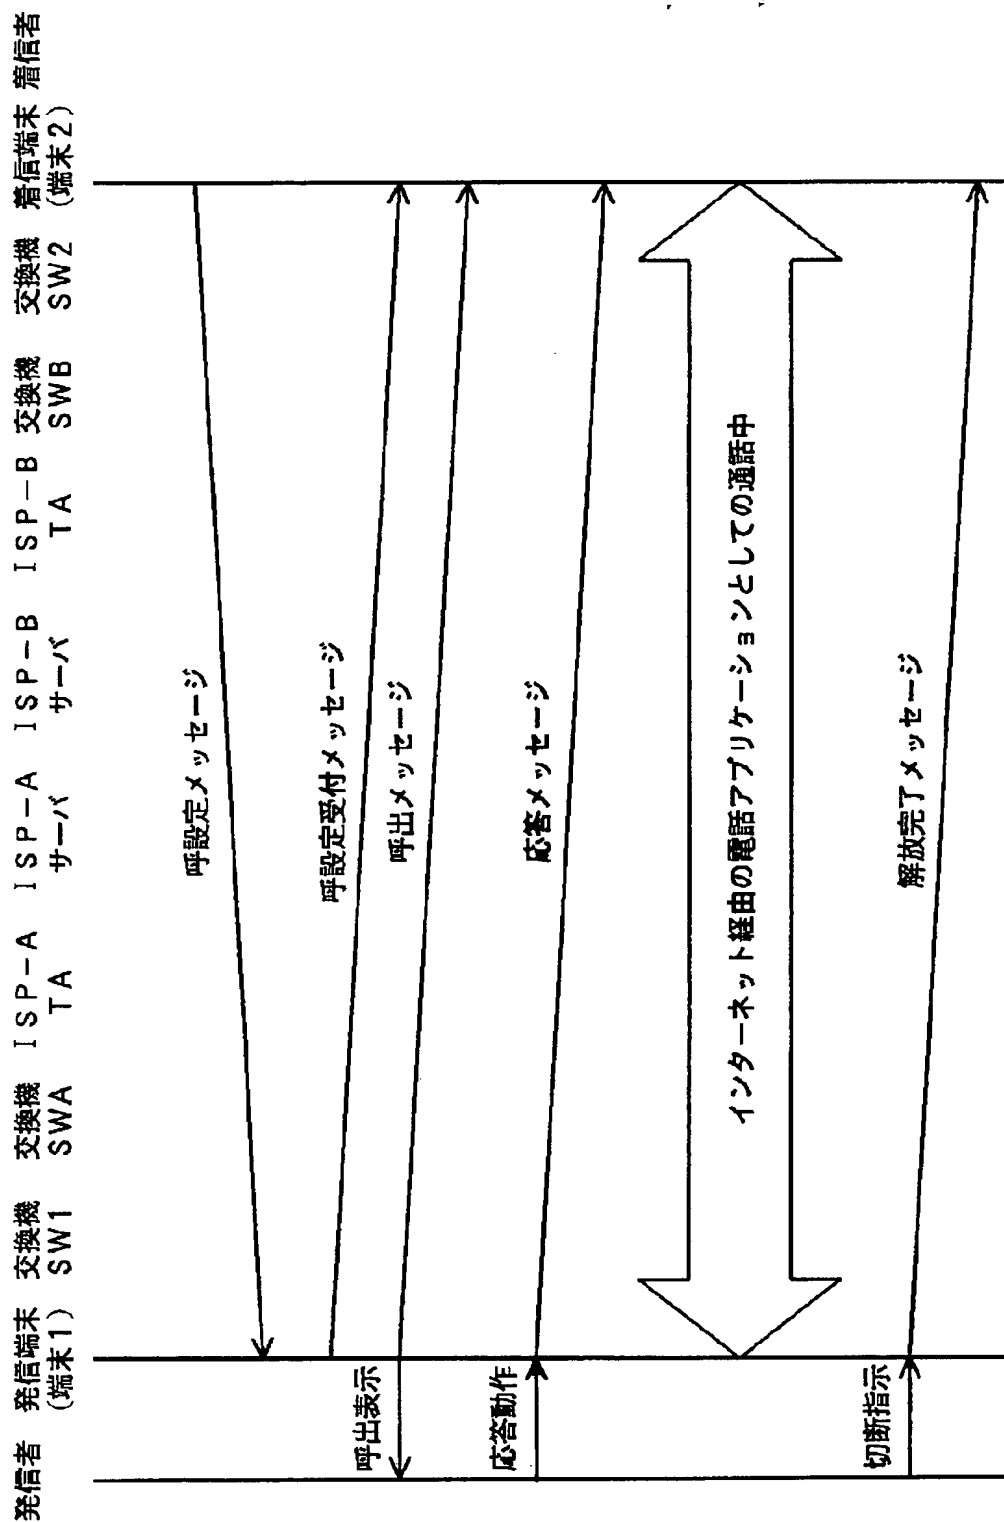 発信者
発信端末
(端末1)
交換機
SW1
交換機
SWA
ISP-A
TA
ISP-A
サーバ
ISP-B
サーバ
ISP-B
TA
交換機
SWB
交換機
SW2
着信端末
(端末2)
着信者
呼設定メッセージ
呼設定受付メッセージ
呼出表示
呼出メッセージ
応答動作
応答メッセージ
インターネット経由の電話アプリケーションとしての通話中
切断指示
解放完了メッセージ